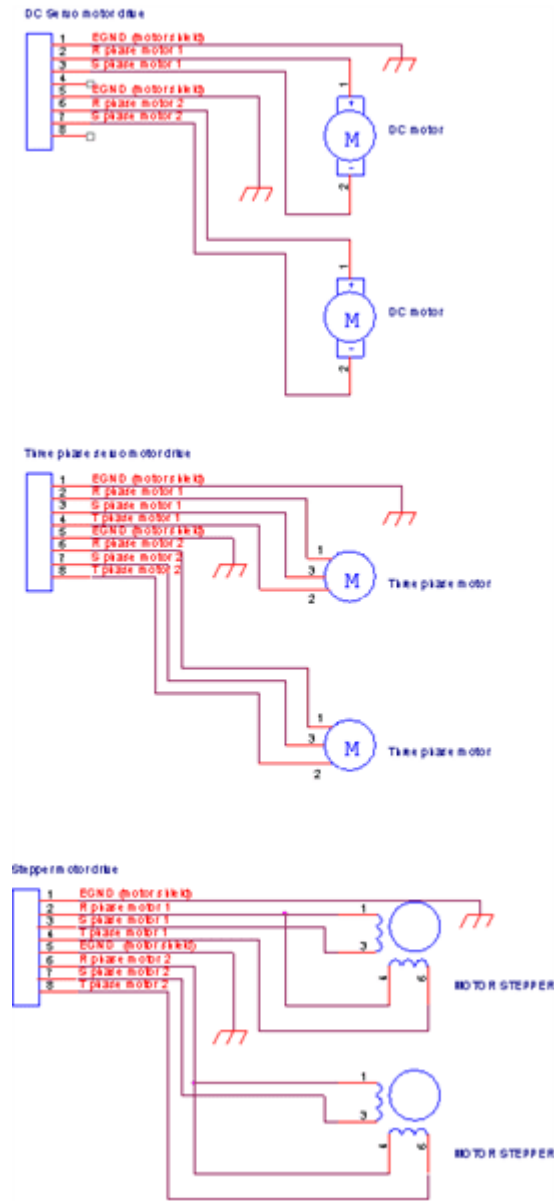 DC Servo motor drive
1 EGND (motor shield)
2 R phase motor 1
3 S phase motor 1
4
5 EGND (motor shield)
6 R phase motor 2
7 S phase motor 2
8
1
+
M
-
2
DC motor
1
+
M
-
2
DC motor
Three phase servo motor drive
1 EGND (motor shield)
2 R phase motor 1
3 S phase motor 1
4 T phase motor 1
5 EGND (motor shield)
6 R phase motor 2
7 S phase motor 2
8 T phase motor 2
1
3
2
M
Three phase motor
1
3
2
M
Three phase motor
Stepper motor drive
1 EGND (motor shield)
2 R phase motor 1
3 S phase motor 1
4 T phase motor 1
5 EGND (motor shield)
6 R phase motor 2
7 S phase motor 2
8 T phase motor 2
1
3
4
6
MOTOR STEPPER
1
3
4
6
MOTOR STEPPER